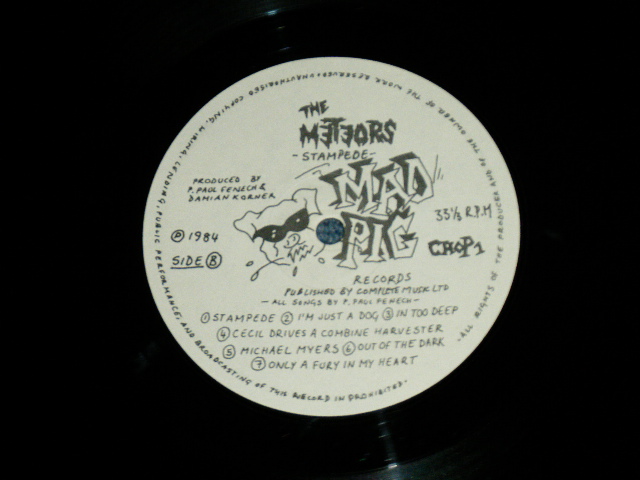 THE
METEORS
- STAMPEDE -
MAD
PIG
RECORDS
PRODUCED BY
P. PAUL FENECH &
DAMIAN KORNER
Ⓟ 1984
SIDE Ⓑ
33⅓ R.P.M
CHOP1
PUBLISHED BY COMPLETE MUSIC LTD
- ALL SONGS BY P. PAUL FENECH -
① STAMPEDE ② I'M JUST A DOG ③ IN TOO DEEP
④ CECIL DRIVES A COMBINE HARVESTER
⑤ MICHAEL MYERS ⑥ OUT OF THE DARK
⑦ ONLY A FURY IN MY HEART
- ALL RIGHTS OF THE PRODUCER AND OF THE OWNER OF THE WORK RESERVED. UNAUTHORISED COPYING, HIRING, LENDING, PUBLIC PERFORMANCE, AND BROADCASTING OF THIS RECORD IN PROHIBITED -